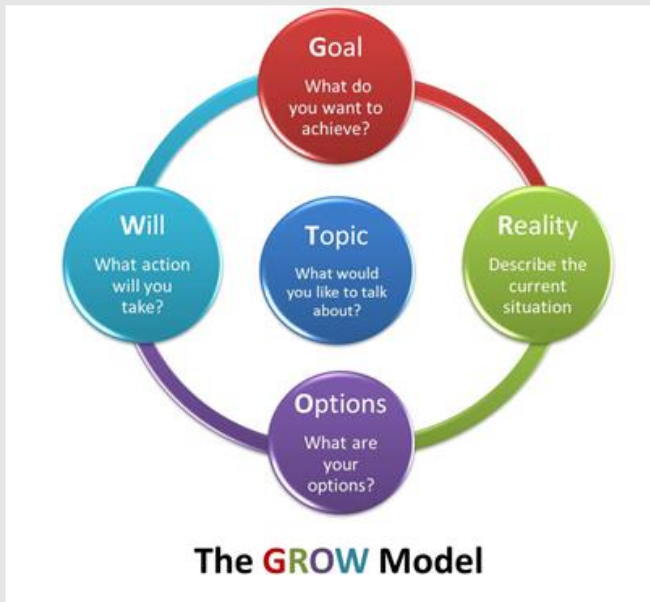 Goal
What do
you want to
achieve?
Will
What action
will you
take?
Topic
What would
you like to talk
about?
Reality
Describe the
current
situation
Options
What are
your
options?
The GROW Model